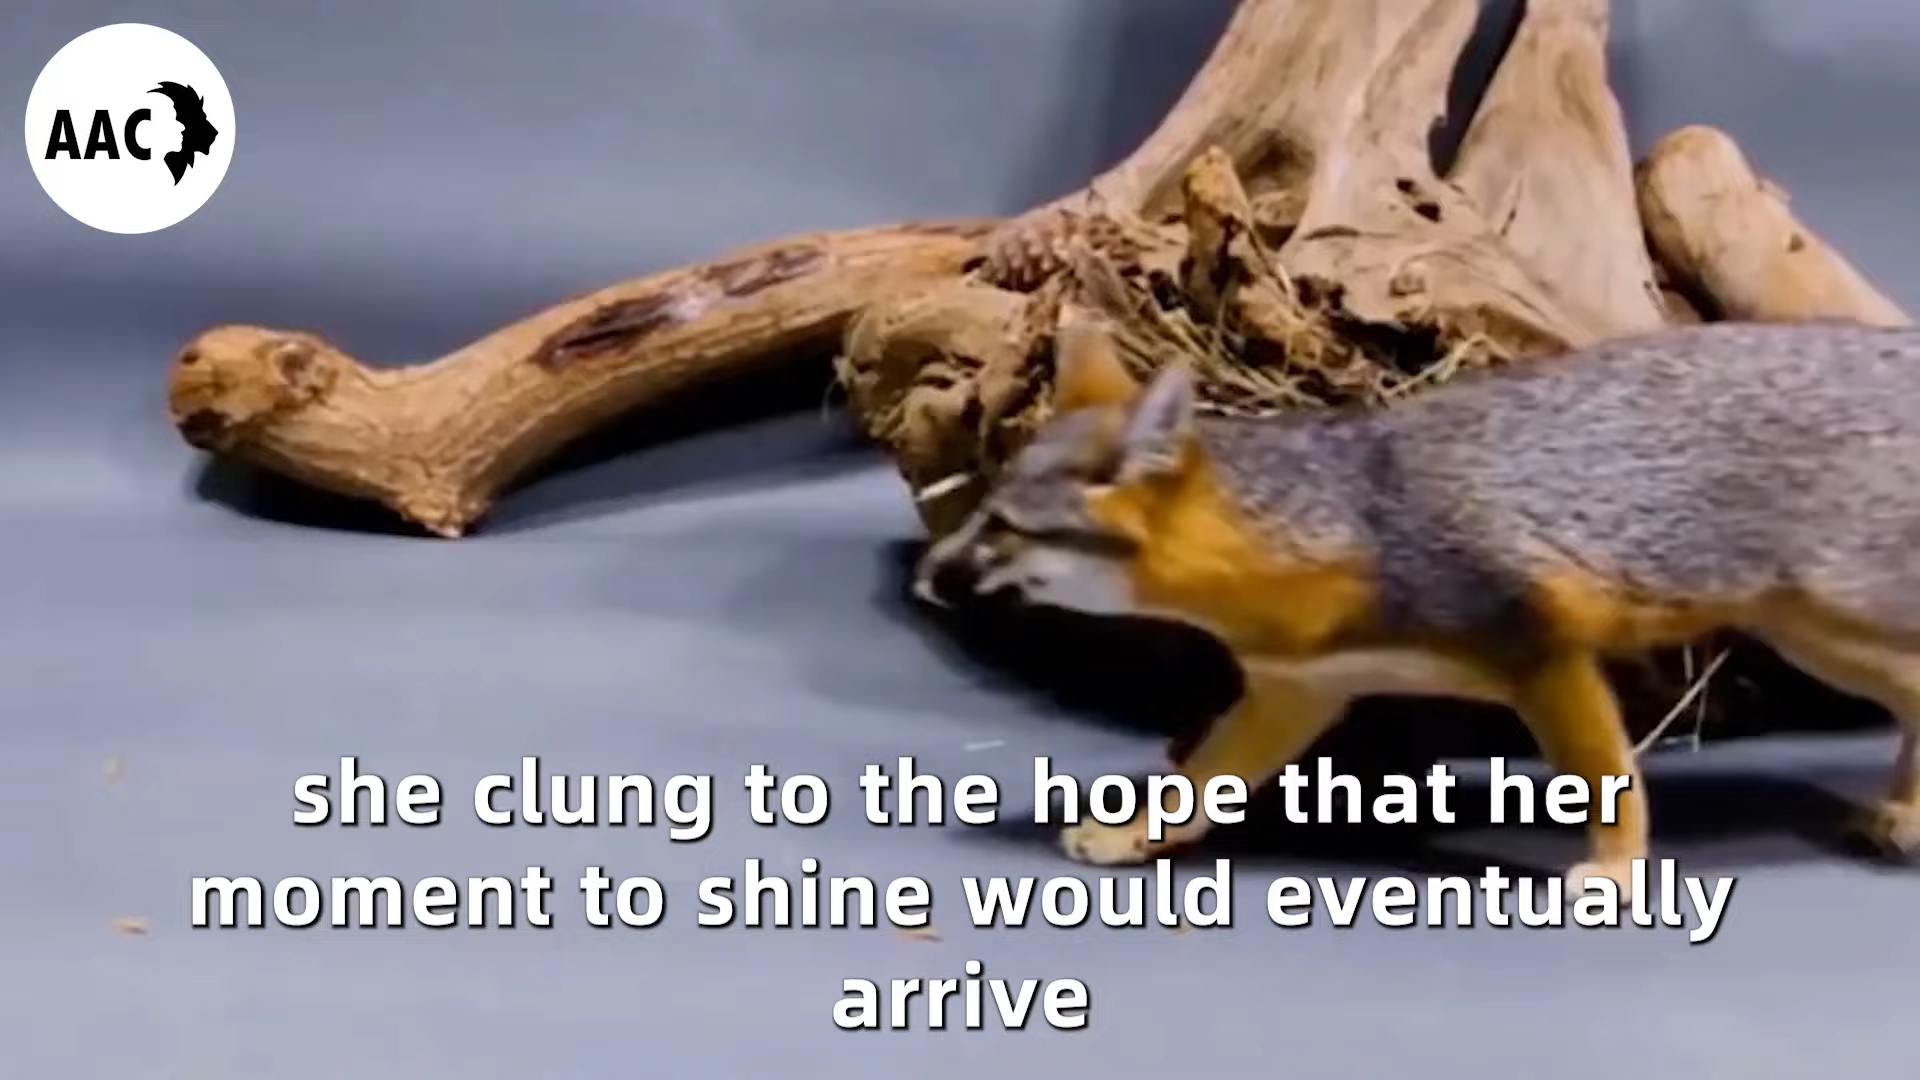 AAC
she clung to the hope that her
moment to shine would eventually
arrive